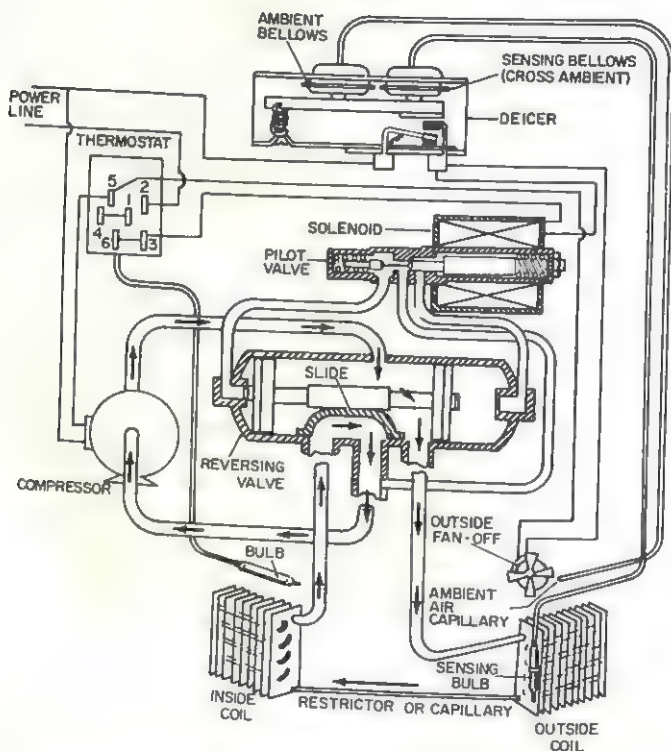 AMBIENT
BELLOWS
SENSING BELLOWS
(CROSS AMBIENT)
POWER
LINE
DEICER
THERMOSTAT
5
2
1
4
6
3
SOLENOID
PILOT
VALVE
SLIDE
REVERSING
VALVE
COMPRESSOR
OUTSIDE
FAN-OFF
BULB
AMBIENT
AIR
CAPILLARY
SENSING
BULB
INSIDE
COIL
RESTRICTOR OR CAPILLARY
OUTSIDE
COIL